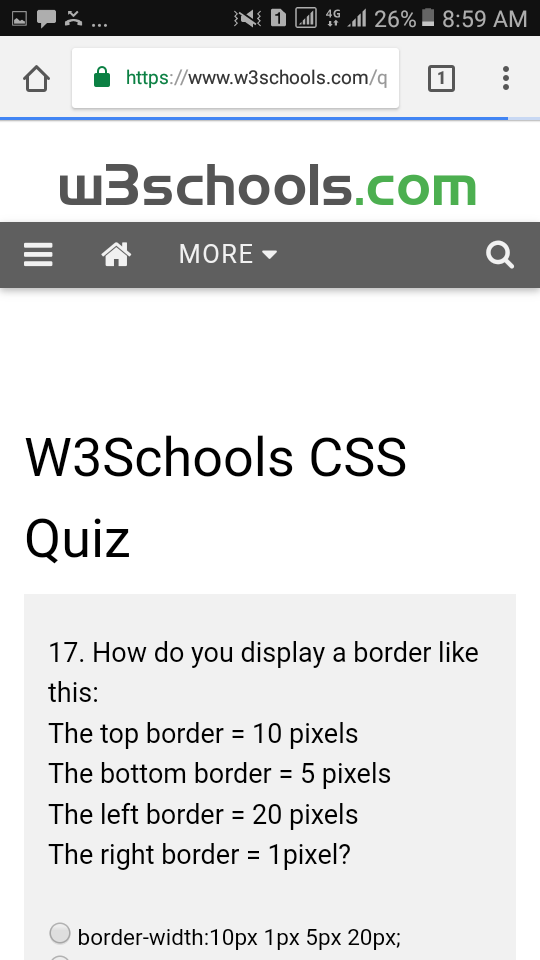 ... 1 4G 26% 8:59 AM
https://www.w3schools.com/q 1
w3schools.com
MORE
W3Schools CSS
Quiz
17. How do you display a border like
this:
The top border = 10 pixels
The bottom border = 5 pixels
The left border = 20 pixels
The right border = 1pixel?
border-width:10px 1px 5px 20px;